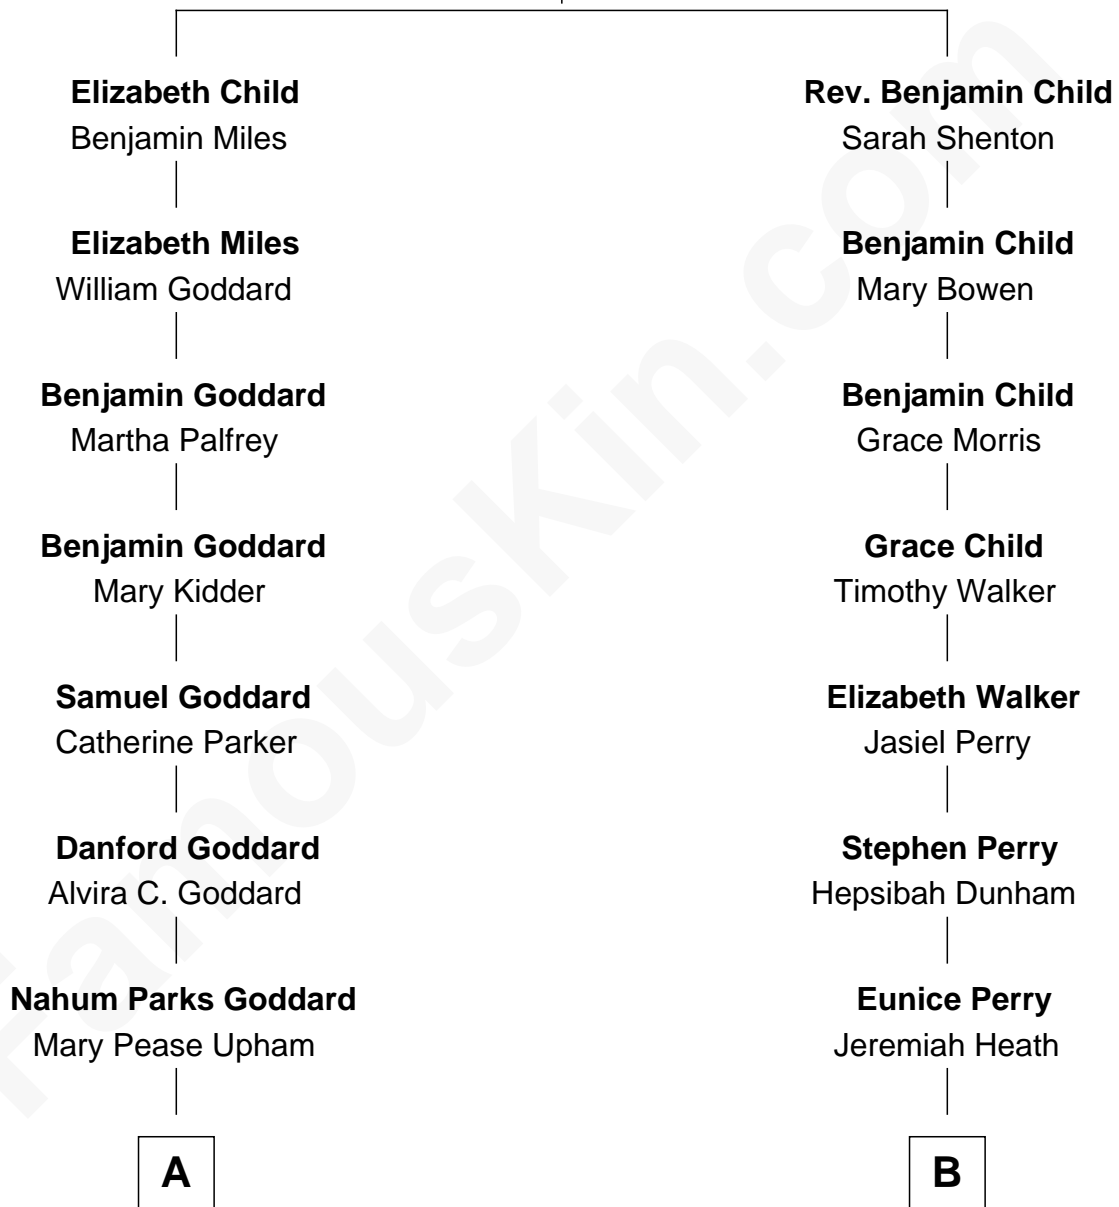 Elizabeth Child
Benjamin Miles
Elizabeth Miles
William Goddard
Benjamin Goddard
Martha Palfrey
Benjamin Goddard
Mary Kidder
Samuel Goddard
Catherine Parker
Danford Goddard
Alvira C. Goddard
Nahum Parks Goddard
Mary Pease Upham
A
Rev. Benjamin Child
Sarah Shenton
Benjamin Child
Mary Bowen
Benjamin Child
Grace Morris
Grace Child
Timothy Walker
Elizabeth Walker
Jasiel Perry
Stephen Perry
Hepsibah Dunham
Eunice Perry
Jeremiah Heath
B
FamousKin.com